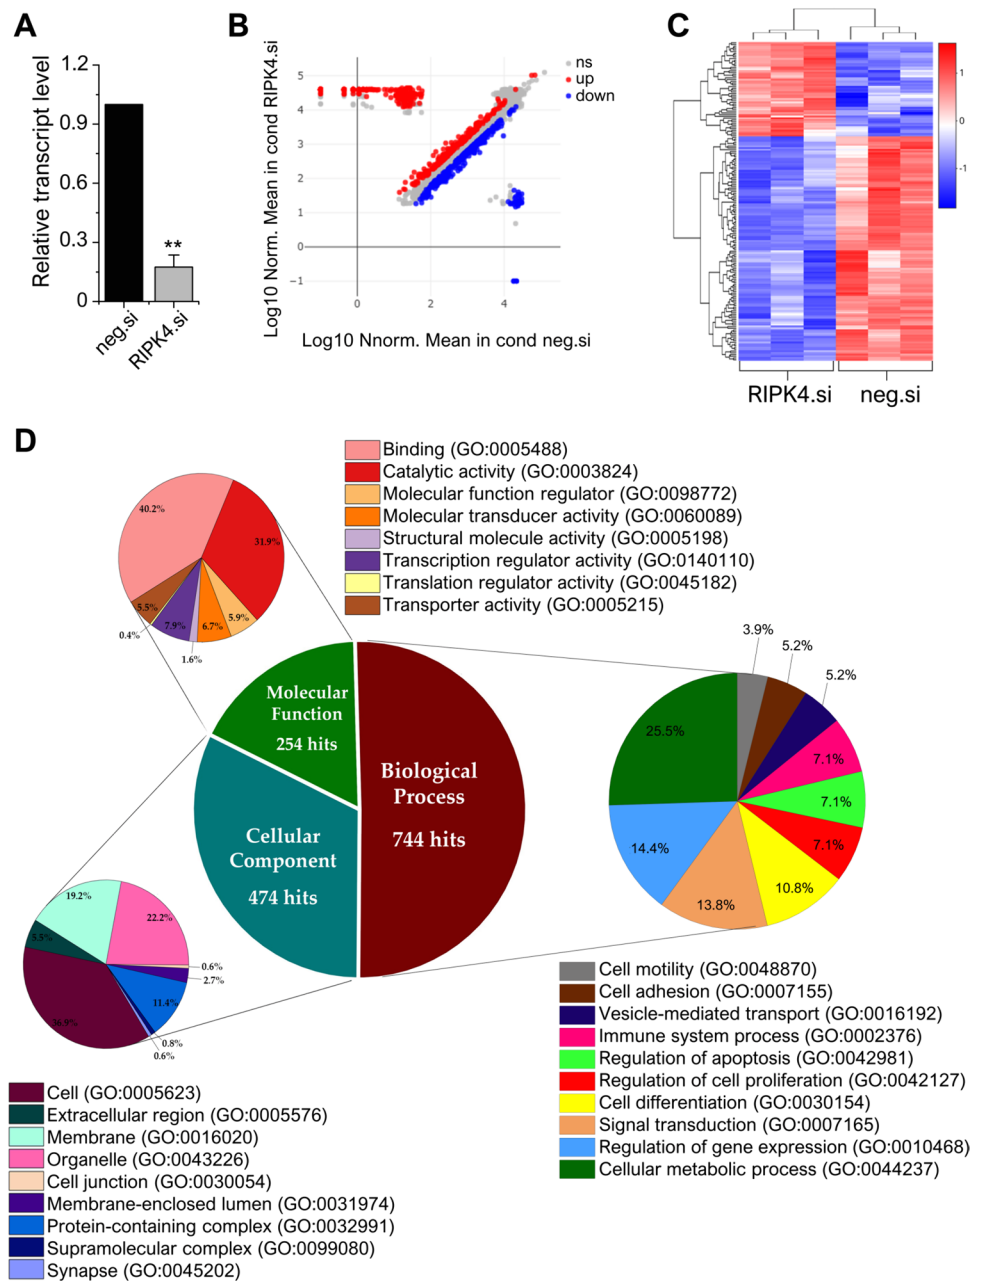 A
Relative transcript level
1.2
0.9
0.6
0.3
0
**
neg.si
RIPK4.si
B
Log10 Norm. Mean in cond RIPK4.si
5
4
3
2
1
0
−1
0
2
4
Log10 Nnorm. Mean in cond neg.si
ns
up
down
C
1
0
-1
RIPK4.si
neg.si
D
40.2%
31.9%
5.9%
6.7%
1.6%
7.9%
0.4%
5.5%
Binding (GO:0005488)
Catalytic activity (GO:0003824)
Molecular function regulator (GO:0098772)
Molecular transducer activity (GO:0060089)
Structural molecule activity (GO:0005198)
Transcription regulator activity (GO:0140110)
Translation regulator activity (GO:0045182)
Transporter activity (GO:0005215)
Molecular
Function
254 hits
Biological
Process
744 hits
Cellular
Component
474 hits
3.9%
5.2%
5.2%
7.1%
7.1%
7.1%
10.8%
13.8%
14.4%
25.5%
19.2%
22.2%
0.6%
2.7%
11.4%
0.8%
0.6%
36.9%
5.5%
Cell motility (GO:0048870)
Cell adhesion (GO:0007155)
Vesicle-mediated transport (GO:0016192)
Immune system process (GO:0002376)
Regulation of apoptosis (GO:0042981)
Regulation of cell proliferation (GO:0042127)
Cell differentiation (GO:0030154)
Signal transduction (GO:0007165)
Regulation of gene expression (GO:0010468)
Cellular metabolic process (GO:0044237)
Cell (GO:0005623)
Extracellular region (GO:0005576)
Membrane (GO:0016020)
Organelle (GO:0043226)
Cell junction (GO:0030054)
Membrane-enclosed lumen (GO:0031974)
Protein-containing complex (GO:0032991)
Supramolecular complex (GO:0099080)
Synapse (GO:0045202)